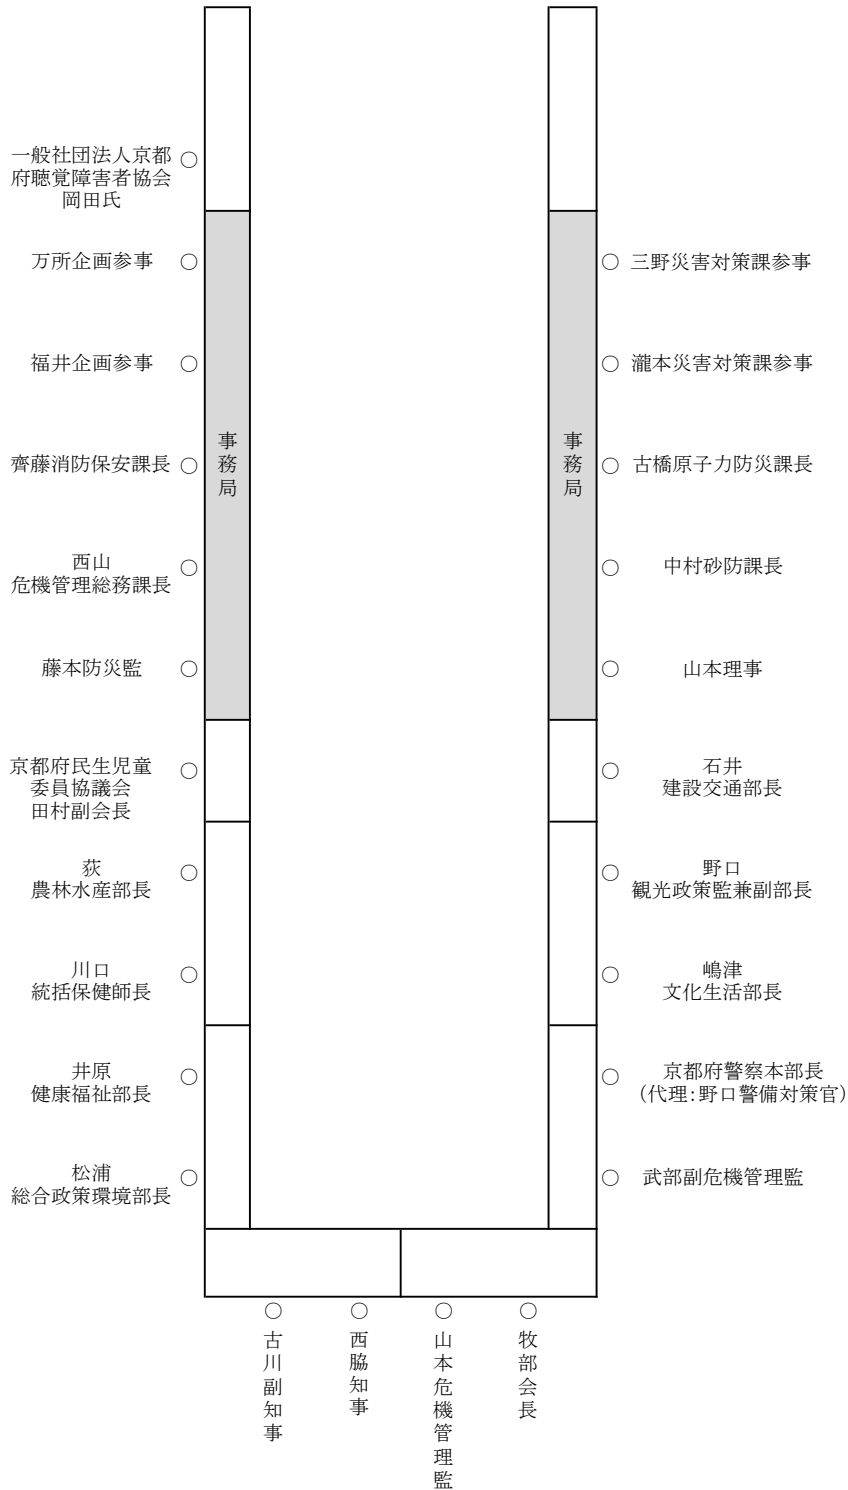 一般社団法人京都
府聴覚障害者協会
岡田氏
○
万所企画参事 ○
○ 三野災害対策課参事
福井企画参事 ○
○ 瀧本災害対策課参事
事務局
事務局
齊藤消防保安課長 ○
○ 古橋原子力防災課長
西山
危機管理総務課長
○
○ 中村砂防課長
藤本防災監 ○
○ 山本理事
京都府民生児童
委員協議会
田村副会長
○
○
石井
建設交通部長
荻
農林水産部長
○
○
野口
観光政策監兼副部長
川口
統括保健師長
○
○
嶋津
文化生活部長
井原
健康福祉部長
○
○
京都府警察本部長
(代理:野口警備対策官)
松浦
総合政策環境部長
○
○ 武部副危機管理監
○ 古川副知事
○ 西脇知事
○ 山本危機管理監
○ 牧部会長